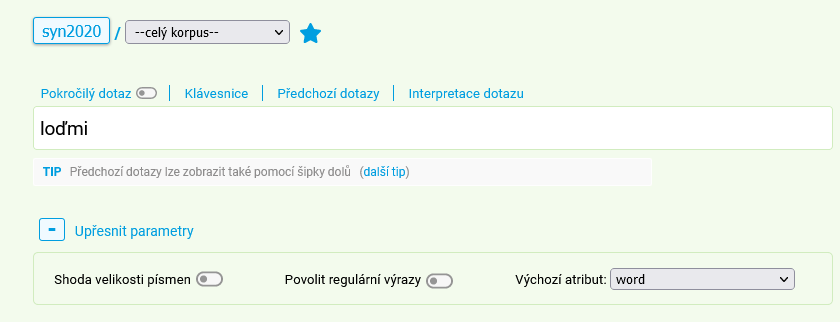 syn2020 / --celý korpus--
Pokročilý dotaz | Klávesnice | Předchozí dotazy | Interpretace dotazu
loďmi
TIP Předchozí dotazy lze zobrazit také pomocí šipky dolů (další tip)
- Upřesnit parametry
Shoda velikosti písmen Povolit regulární výrazy Výchozí atribut: word